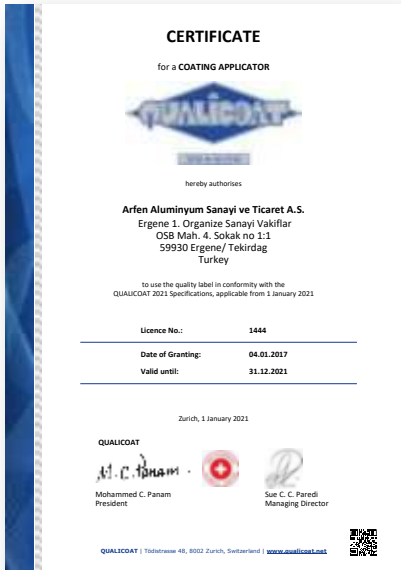 CERTIFICATE
for a COATING APPLICATOR
QUALICOAT
hereby authorises
Arfen Aluminyum Sanayi ve Ticaret A.S.
Ergene 1. Organize Sanayi Vakiflar
OSB Mah. 4. Sokak no 1:1
59930 Ergene/ Tekirdag
Turkey
to use the quality label in conformity with the
QUALICOAT 2021 Specifications, applicable from 1 January 2021
Licence No.: 1444
Date of Granting: 04.01.2017
Valid until: 31.12.2021
Zurich, 1 January 2021
QUALICOAT
M. C. Panam
Mohammed C. Panam
President
Sue C. C. Paredi
Managing Director
QUALICOAT | Tödistrasse 48, 8002 Zurich, Switzerland | www.qualicoat.net